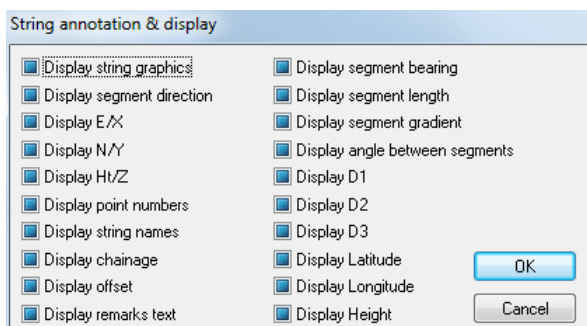 String annotation & display
Display string graphics
Display segment direction
Display E/X
Display N/Y
Display Ht/Z
Display point numbers
Display string names
Display chainage
Display offset
Display remarks text
Display segment bearing
Display segment length
Display segment gradient
Display angle between segments
Display D1
Display D2
Display D3
Display Latitude
Display Longitude
Display Height
OK
Cancel